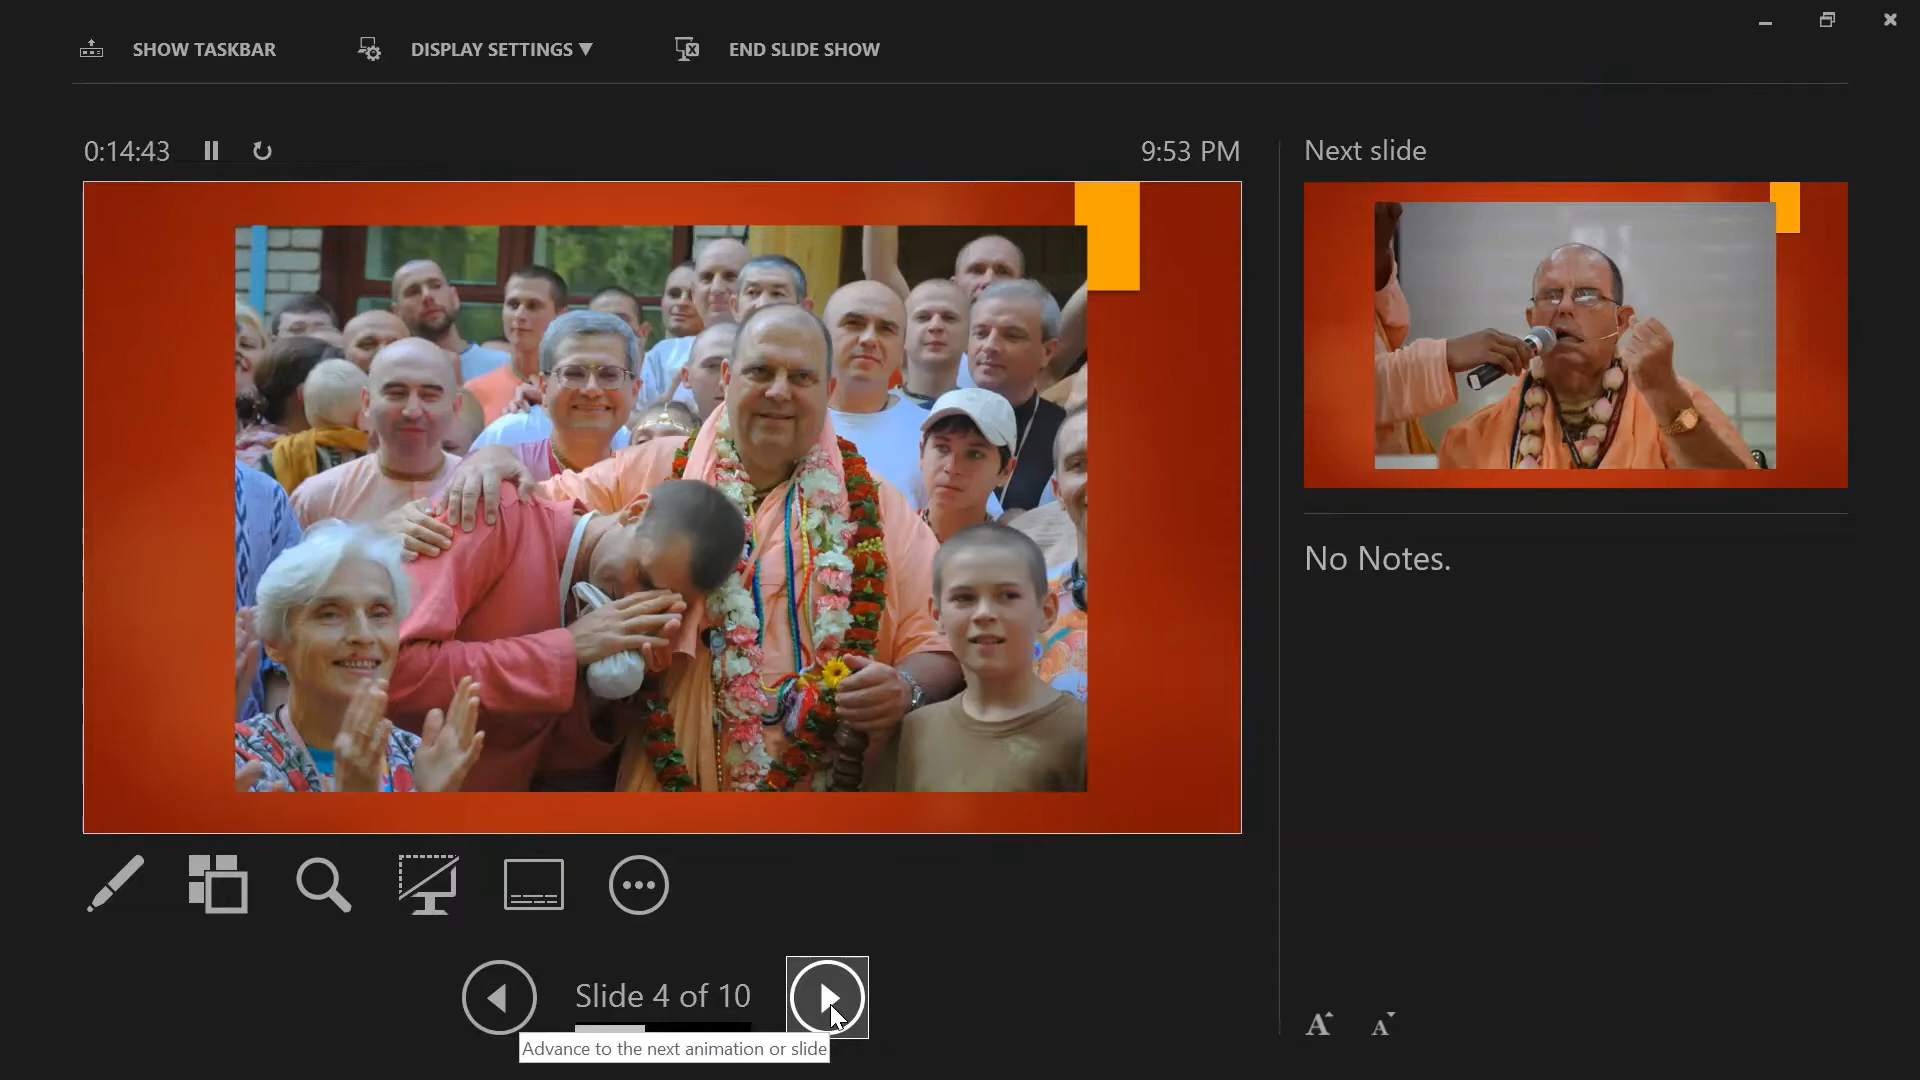 SHOW TASKBAR
DISPLAY SETTINGS ▼
END SLIDE SHOW
0:14:43
9:53 PM
Next slide
No Notes.
Slide 4 of 10
Advance to the next animation or slide
A
A